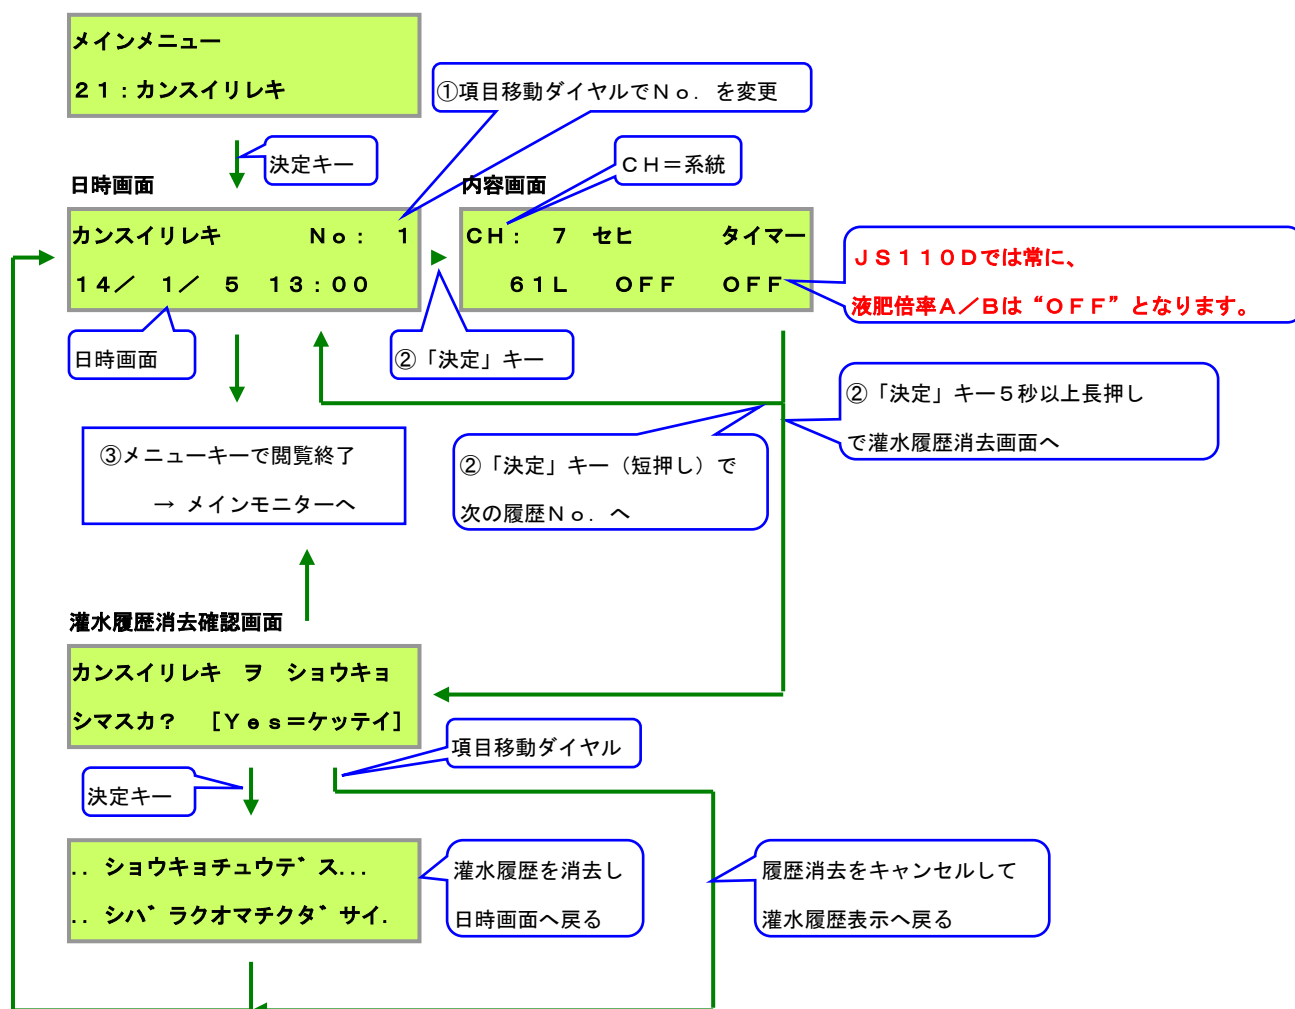 メインメニュー
21:カンスイリレキ
①項目移動ダイヤルでNo.を変更
決定キー
CH=系統
日時画面
内容画面
カンスイリレキ No: 1
14/ 1/ 5 13:00
CH: 7 セヒ タイマー
61L OFF OFF
JS110Dでは常に、
液肥倍率A/Bは“OFF”となります。
日時画面
②「決定」キー
②「決定」キー5秒以上長押し
で灌水履歴消去画面へ
③メニューキーで閲覧終了
→ メインモニターへ
②「決定」キー(短押し)で
次の履歴No.へ
灌水履歴消去確認画面
カンスイリレキ ヲ ショウキョ
シマスカ? [Yes=ケッテイ]
項目移動ダイヤル
決定キー
.. ショウキョチュウテ゛ス...
.. シハ゛ラクオマチクタ゛サイ.
灌水履歴を消去し
日時画面へ戻る
履歴消去をキャンセルして
灌水履歴表示へ戻る